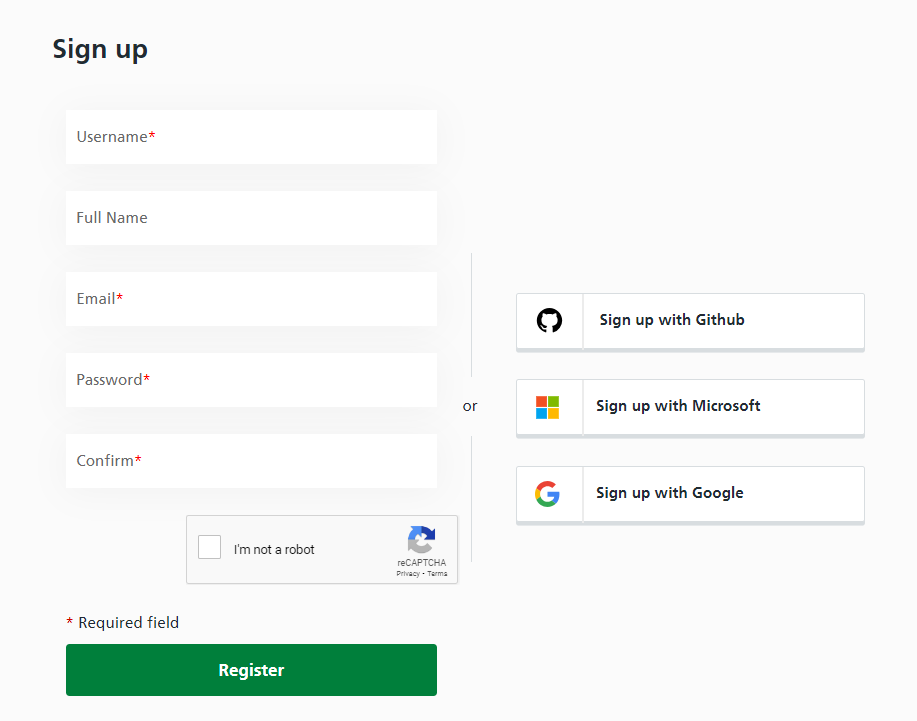 Sign up
Username*
Full Name
Email*
Password*
Confirm*
I'm not a robot
reCAPTCHA
Privacy - Terms
* Required field
Register
or
Sign up with Github
Sign up with Microsoft
Sign up with Google